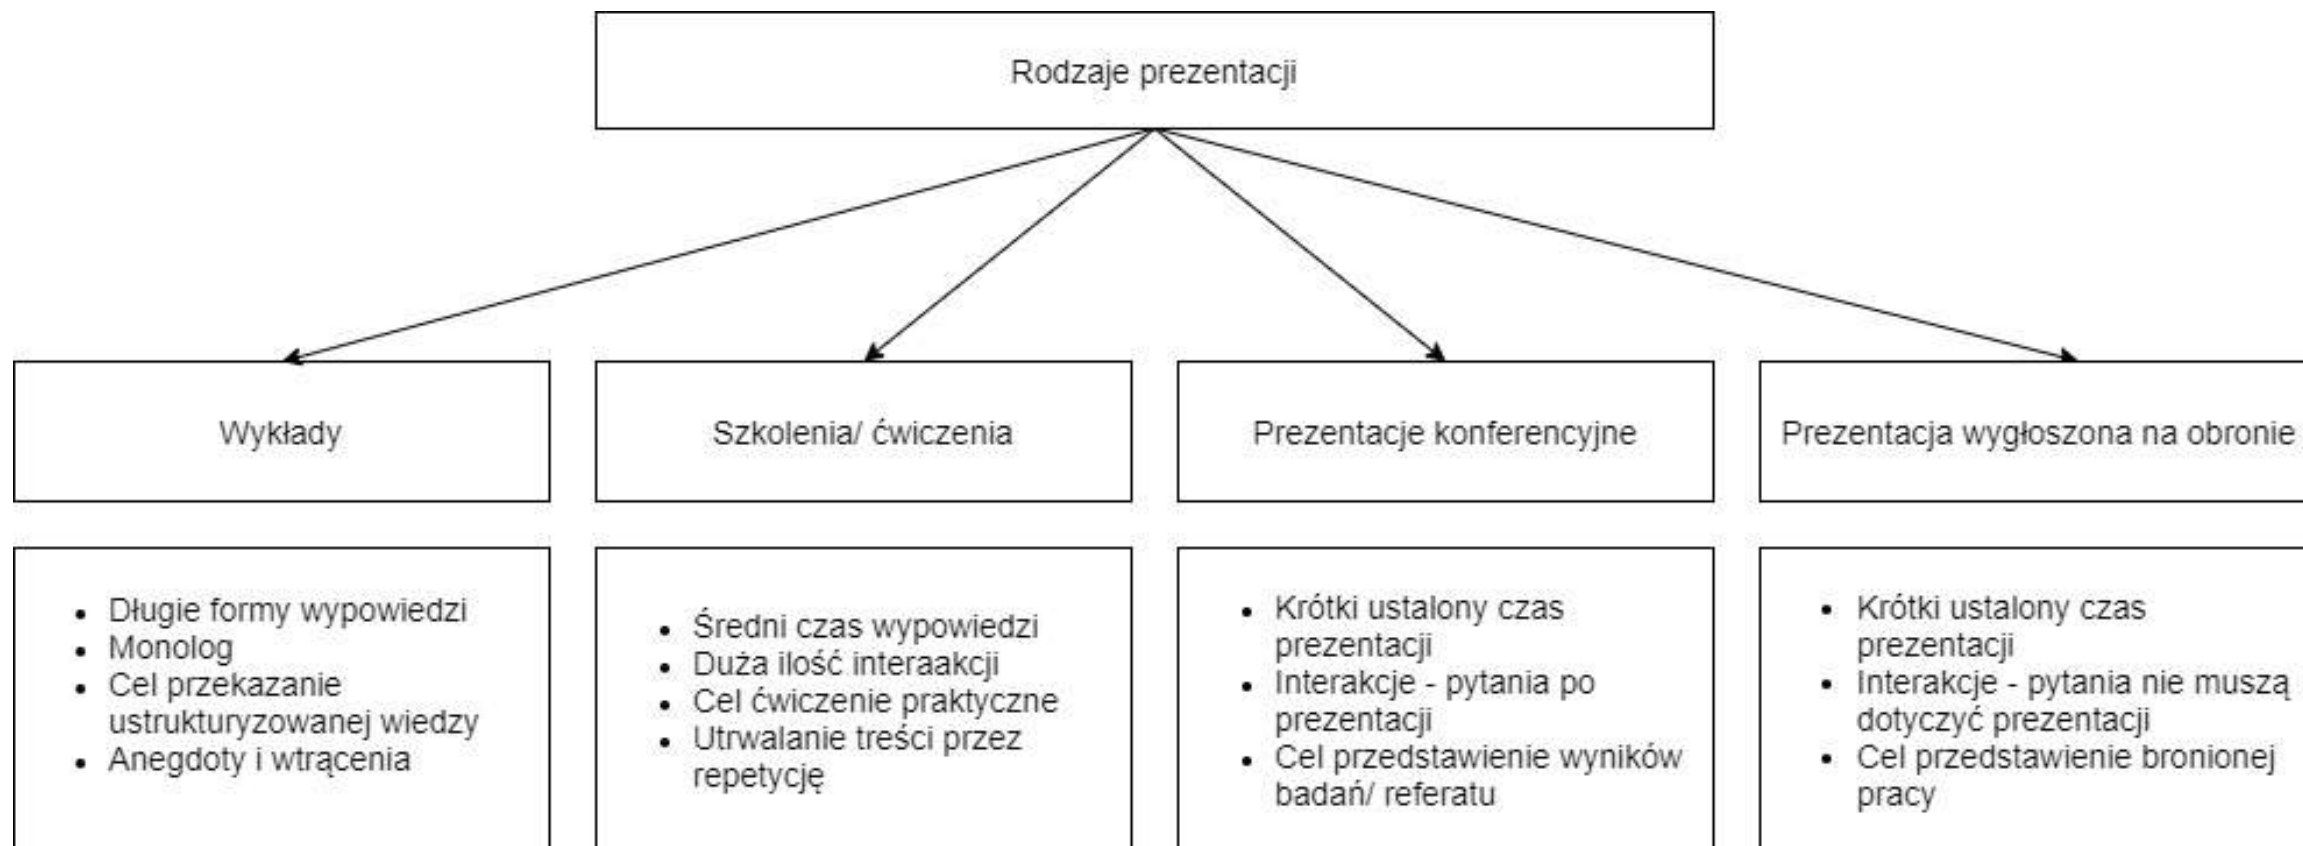 Rodzaje prezentacji
Wykłady
Szkolenia/ ćwiczenia
Prezentacje konferencyjne
Prezentacja wygłoszona na obronie
• Długie formy wypowiedzi
• Monolog
• Cel przekazanie
ustrukturyzowanej wiedzy
• Anegdoty i wtrącenia
• Średni czas wypowiedzi
• Duża ilość interaakcji
• Cel ćwiczenie praktyczne
• Utrwalanie treści przez
repetycję
• Krótki ustalony czas
prezentacji
• Interakcje - pytania po
prezentacji
• Cel przedstawienie wyników
badań/ referatu
• Krótki ustalony czas
prezentacji
• Interakcje - pytania nie muszą
dotyczyć prezentacji
• Cel przedstawienie bronionej
pracy